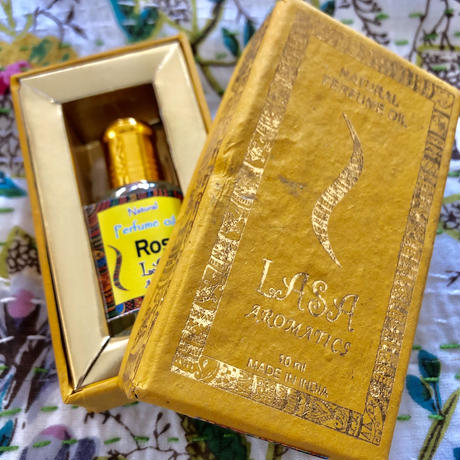 Natural
Perfume oil
Ros
NATURAL
PERFUME OIL
LASA
AROMATICS
10 ml
MADE IN INDIA